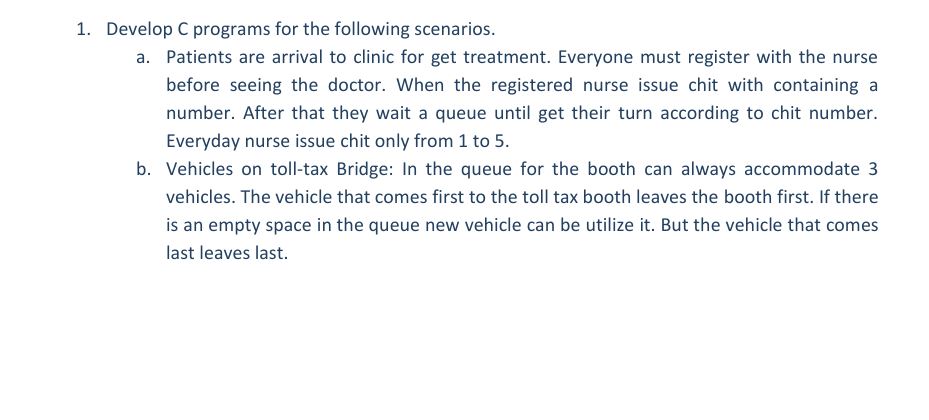 1. Develop C programs for the following scenarios.
a. Patients are arrival to clinic for get treatment. Everyone must register with the nurse
before seeing the doctor. When the registered nurse issue chit with containing a
number. After that they wait a queue until get their turn according to chit number.
Everyday nurse issue chit only from 1 to 5.
b. Vehicles on toll-tax Bridge: In the queue for the booth can always accommodate 3
vehicles. The vehicle that comes first to the toll tax booth leaves the booth first. If there
is an empty space in the queue new vehicle can be utilize it. But the vehicle that comes
last leaves last.